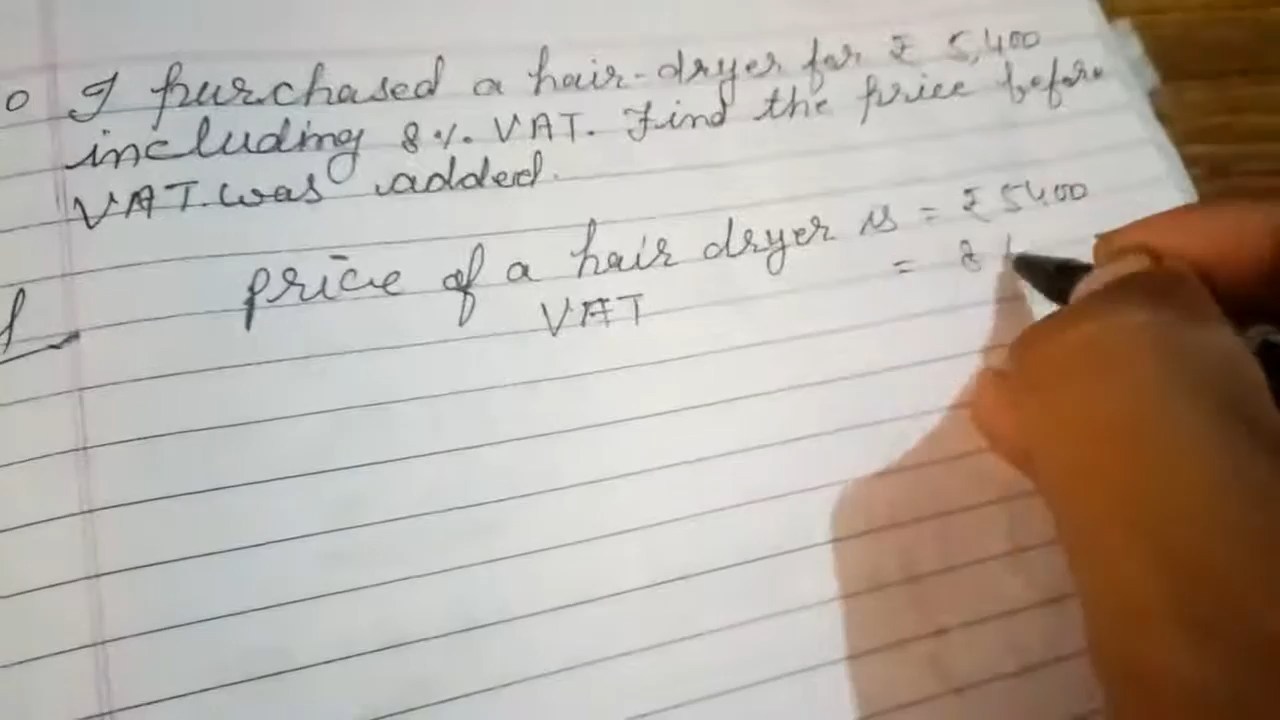 I purchased a hair-dryer for ₹ 5,400
including 8%. VAT. Find the price before
VAT. was added.
price of a hair dryer is = ₹ 5400
VAT = 8